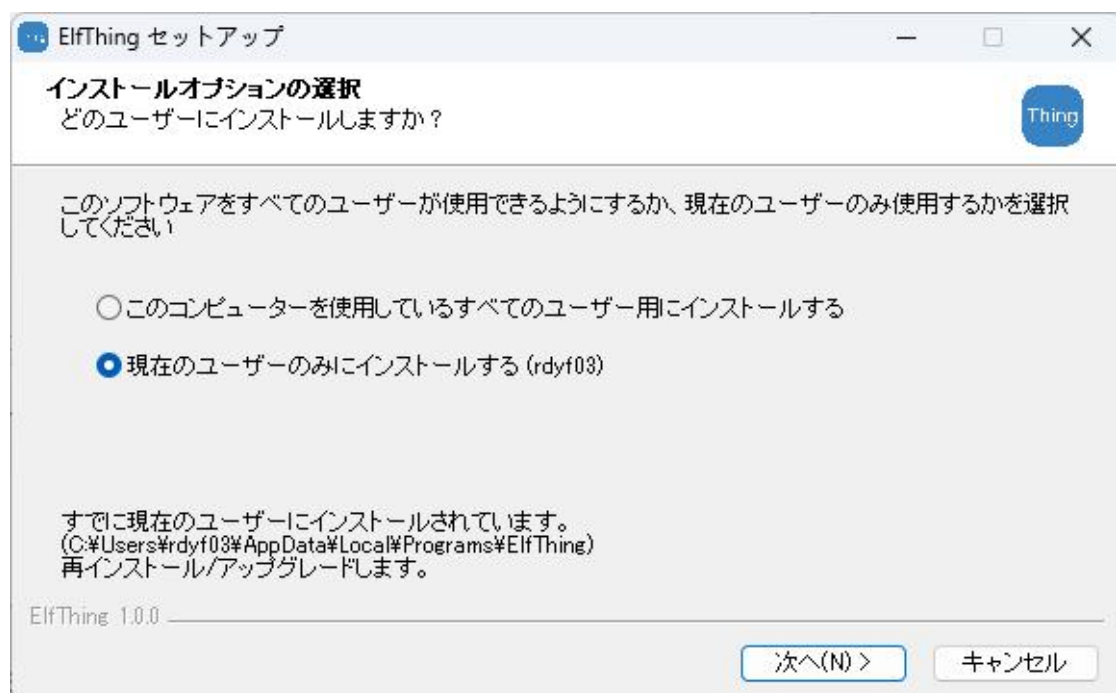 ElfThing セットアップ
インストールオプションの選択
どのユーザーにインストールしますか？
Thing
このソフトウェアをすべてのユーザーが使用できるようにするか、現在のユーザーのみ使用するかを選択
してください
このコンピューターを使用しているすべてのユーザー用にインストールする
現在のユーザーのみにインストールする (rdyf03)
すでに現在のユーザーにインストールされています。
(C:¥Users¥rdyf03¥AppData¥Local¥Programs¥ElfThing)
再インストール/アップグレードします。
ElfThing 1.0.0
次へ(N) >
キャンセル